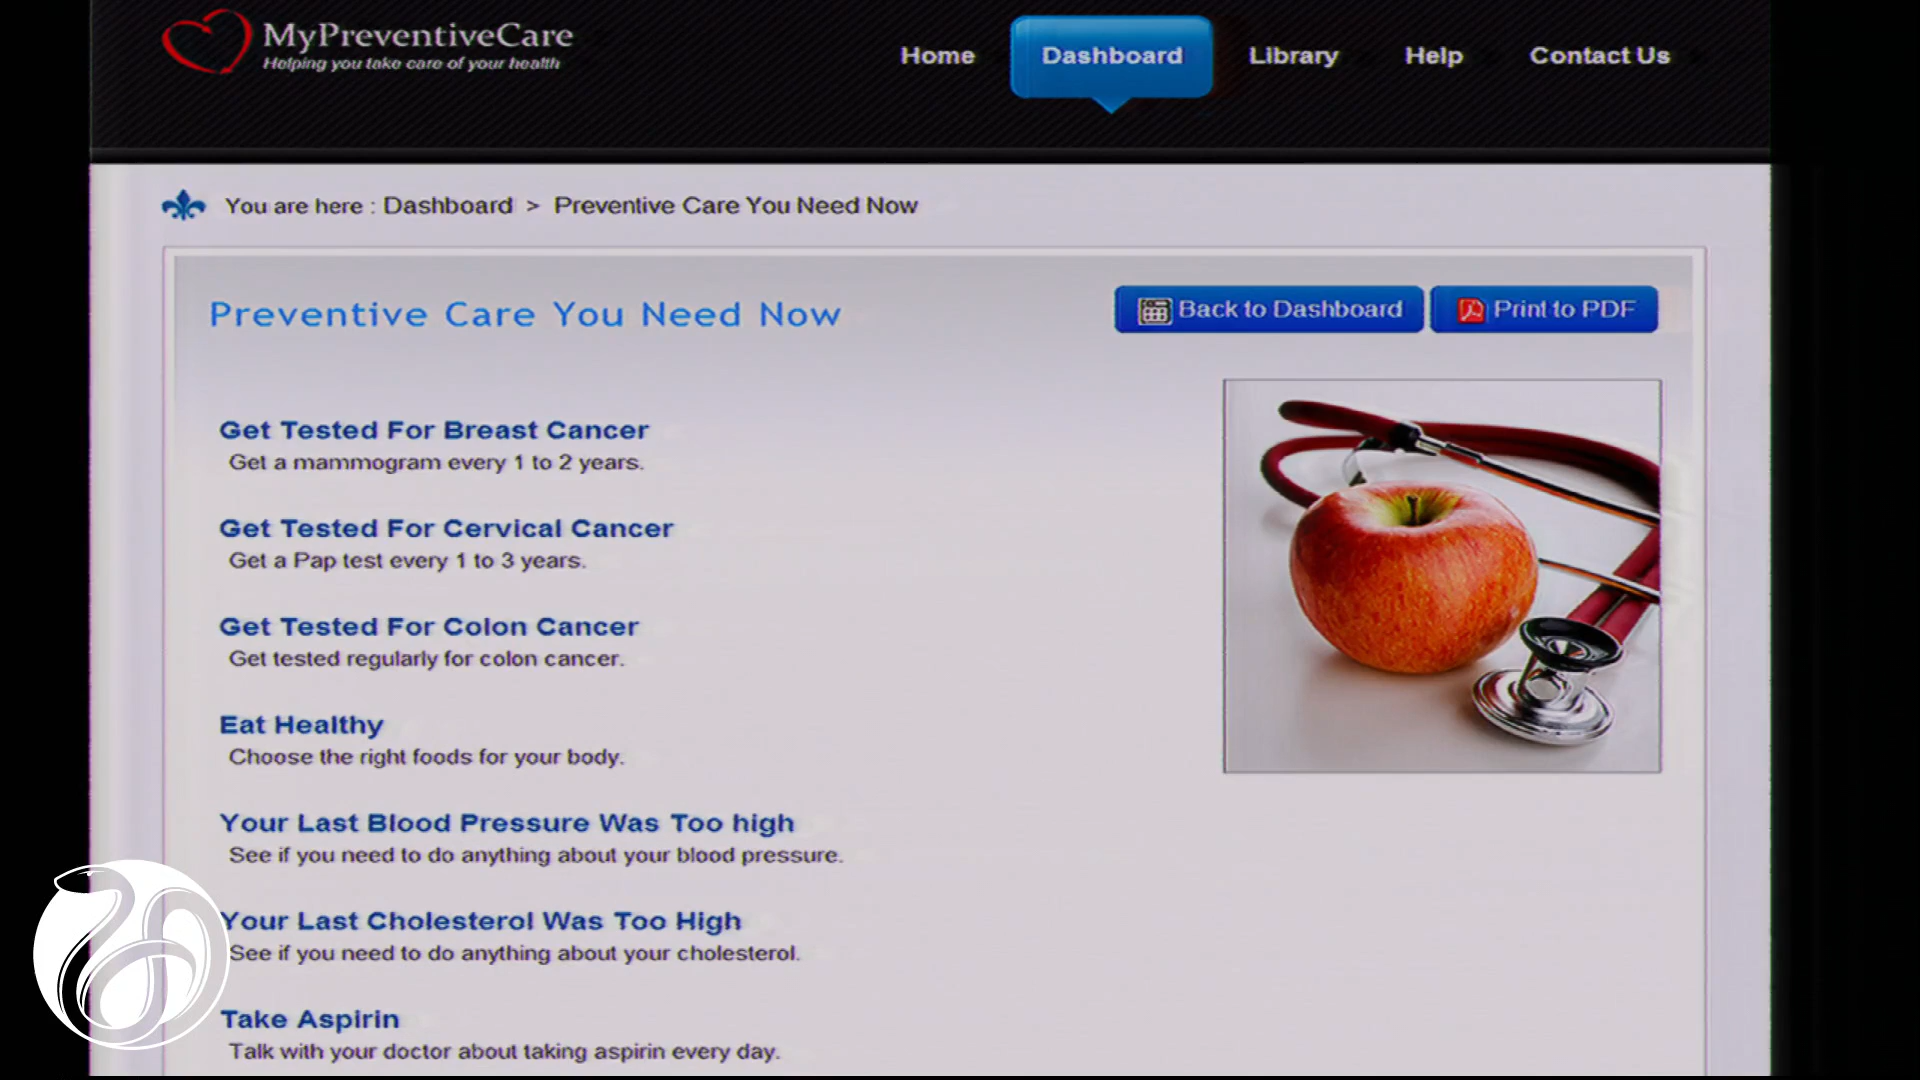 MyPreventiveCare
Helping you take care of your health
Home
Dashboard
Library
Help
Contact Us
You are here : Dashboard > Preventive Care You Need Now
Preventive Care You Need Now
Back to Dashboard
Print to PDF
Get Tested For Breast Cancer
Get a mammogram every 1 to 2 years.
Get Tested For Cervical Cancer
Get a Pap test every 1 to 3 years.
Get Tested For Colon Cancer
Get tested regularly for colon cancer.
Eat Healthy
Choose the right foods for your body.
Your Last Blood Pressure Was Too high
See if you need to do anything about your blood pressure.
Your Last Cholesterol Was Too High
See if you need to do anything about your cholesterol.
Take Aspirin
Talk with your doctor about taking aspirin every day.